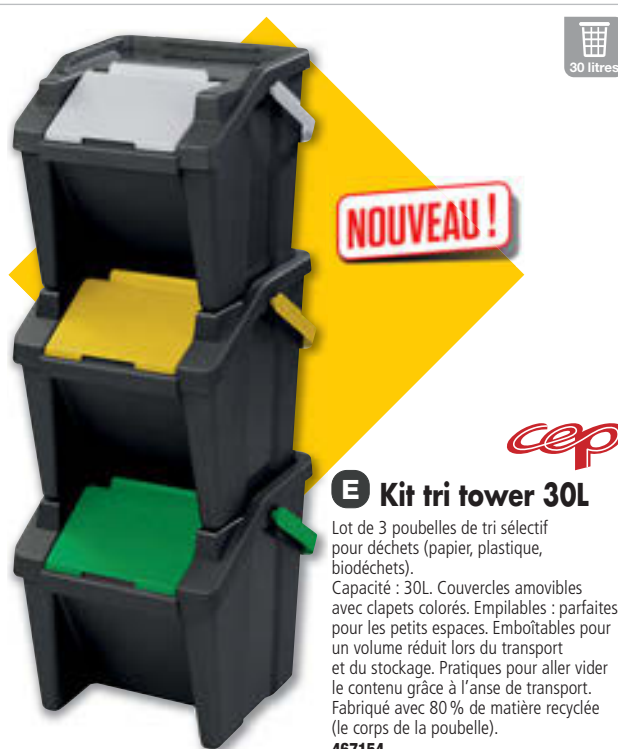 30 litres
NOUVEAU !
cep
E Kit tri tower 30L
Lot de 3 poubelles de tri sélectif
pour déchets (papier, plastique,
biodéchets).
Capacité : 30L. Couvercles amovibles
avec clapets colorés. Empilables : parfaites
pour les petits espaces. Emboîtables pour
un volume réduit lors du transport
et du stockage. Pratiques pour aller vider
le contenu grâce à l'anse de transport.
Fabriqué avec 80 % de matière recyclée
(le corps de la poubelle).
467154